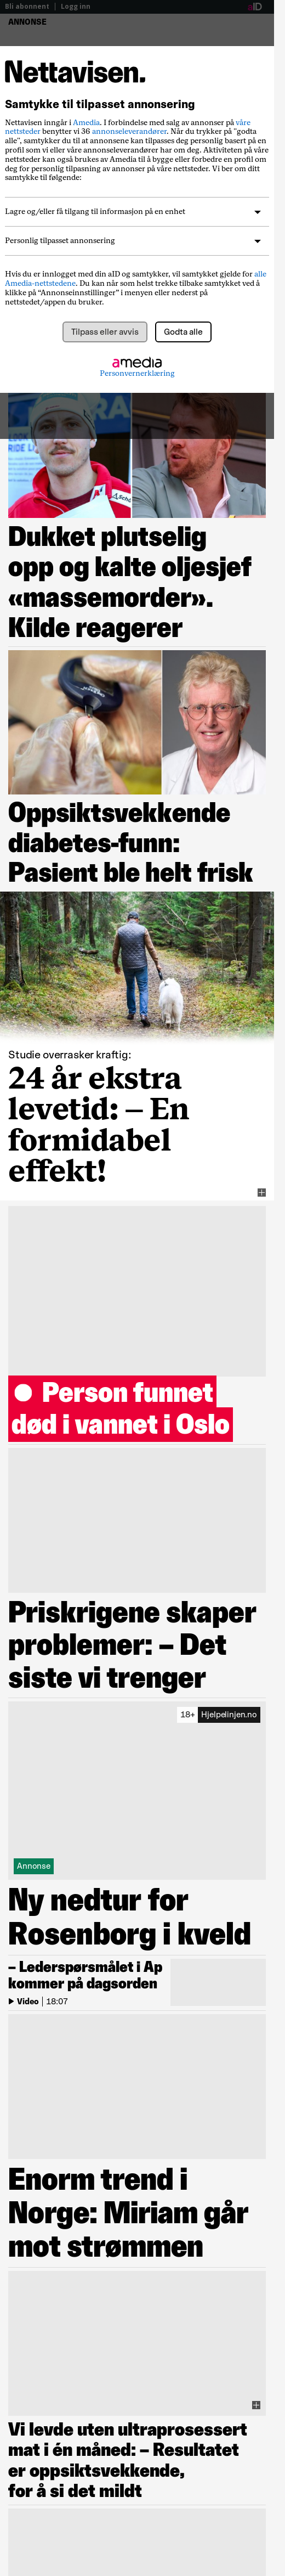 Bli abonnent | Logg inn
aID
ANNONSE
Nettavisen.
Samtykke til tilpasset annonsering
Nettavisen inngår i Amedia. I forbindelse med salg av annonser på våre
nettsteder benytter vi 36 annonseleverandører. Når du trykker på "godta
alle", samtykker du til at annonsene kan tilpasses deg personlig basert på en
profil som vi eller våre annonseleverandører har om deg. Aktiviteten på våre
nettsteder kan også brukes av Amedia til å bygge eller forbedre en profil om
deg for personlig tilpasning av annonser på våre nettsteder. Vi ber om ditt
samtykke til følgende:
Lagre og/eller få tilgang til informasjon på en enhet
Personlig tilpasset annonsering
Hvis du er innlogget med din aID og samtykker, vil samtykket gjelde for alle
Amedia-nettstedene. Du kan når som helst trekke tilbake samtykket ved å
klikke på “Annonseinnstillinger” i menyen eller nederst på
nettstedet/appen du bruker.
Tilpass eller avvis
Godta alle
amedia
Personvernerklæring
Dukket plutselig
opp og kalte oljesjef
«massemorder».
Kilde reagerer
Oppsiktsvekkende
diabetes-funn:
Pasient ble helt frisk
Studie overrasker kraftig:
24 år ekstra
levetid: – En
formidabel
effekt!
Person funnet
død i vannet i Oslo
Priskrigene skaper
problemer: – Det
siste vi trenger
18+ Hjelpelinjen.no
Annonse
Ny nedtur for
Rosenborg i kveld
– Lederspørsmålet i Ap
kommer på dagsorden
Video | 18:07
Enorm trend i
Norge: Miriam går
mot strømmen
Vi levde uten ultraprosessert
mat i én måned: – Resultatet
er oppsiktsvekkende,
for å si det mildt